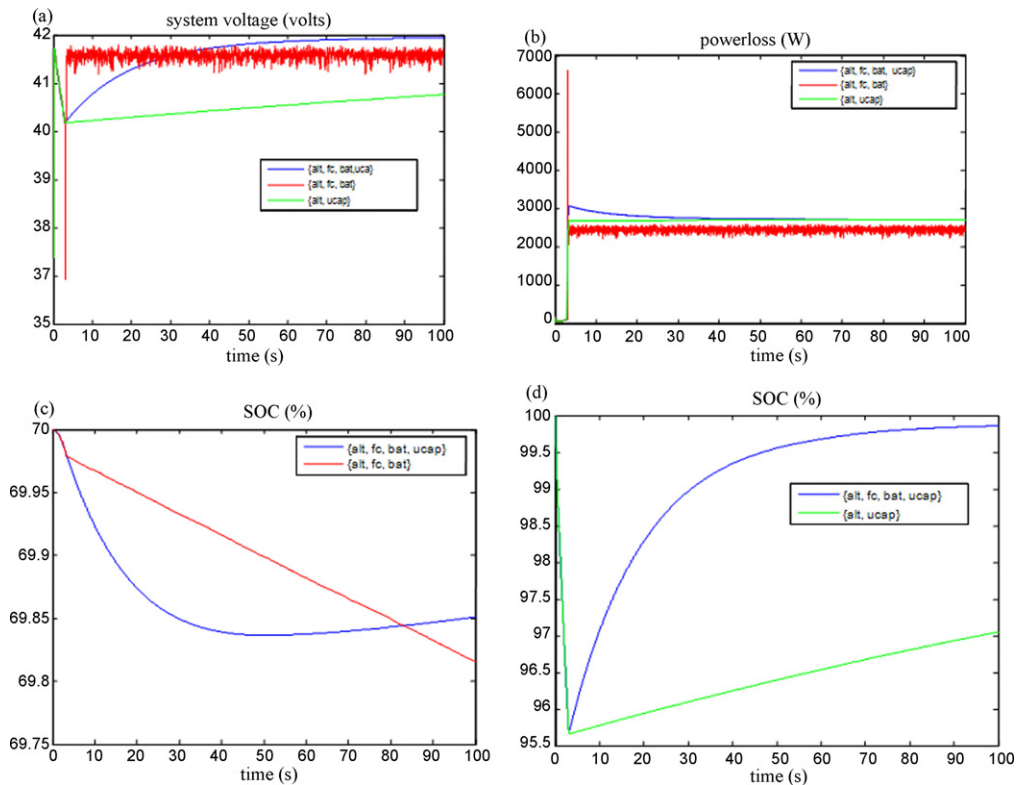 (a)
system voltage (volts)
42
41
40
39
38
37
36
35
0 10 20 30 40 50 60 70 80 90 100
time (s)
{alt, fc, bat,uca}
{alt, fc, bat}
{alt, ucap}
(b)
powerloss (W)
7000
6000
5000
4000
3000
2000
1000
0
0 10 20 30 40 50 60 70 80 90 100
time (s)
{alt, fc, bat, ucap}
{alt, fc, bat}
{alt, ucap}
(c)
SOC (%)
70
69.95
69.9
69.85
69.8
69.75
0 10 20 30 40 50 60 70 80 90 100
time (s)
{alt, fc, bat, ucap}
{alt, fc, bat}
(d)
SOC (%)
100
99.5
99
98.5
98
97
96.5
96
95.5
0 10 20 30 40 50 60 70 80 90 100
time (s)
{alt, fc, bat, ucap}
{alt, ucap}